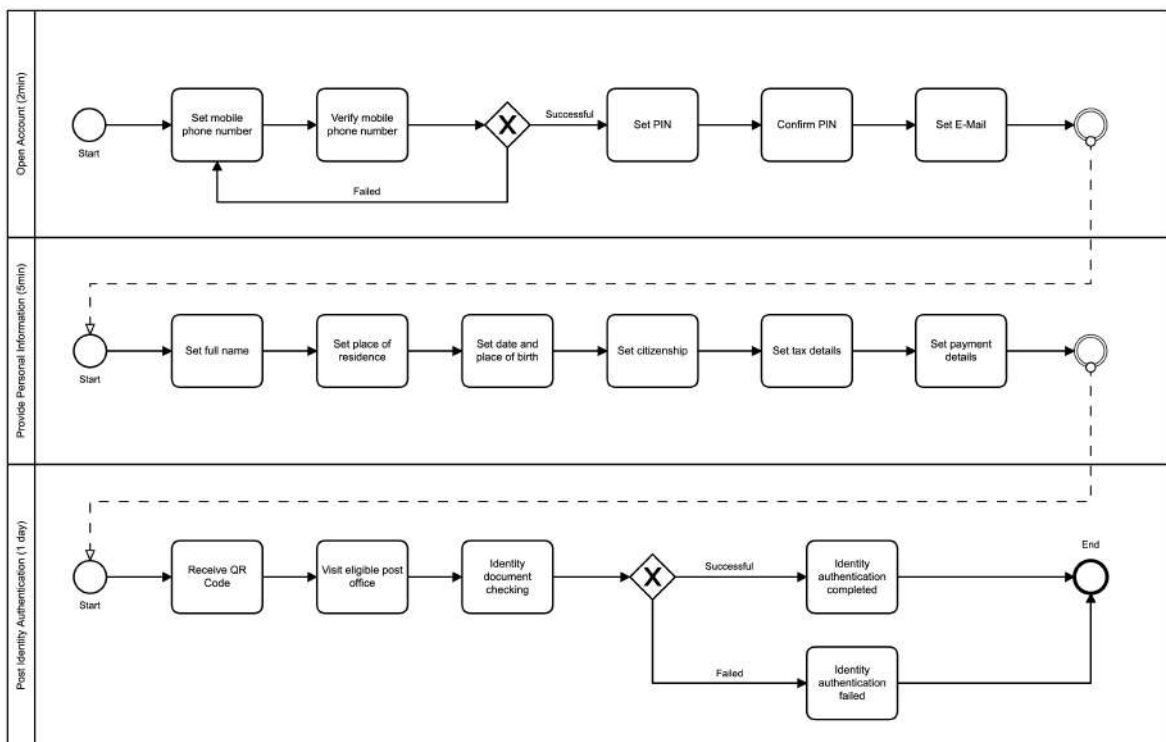 Open Account (2min)
Start
Set mobile
phone number
Verify mobile
phone number
X
Successful
Failed
Set PIN
Confirm PIN
Set E-Mail
Provide Personal Information (5min)
Start
Set full name
Set place of
residence
Set date and
place of birth
Set citizenship
Set tax details
Set payment
details
Post Identity Authentication (1 day)
Start
Receive QR
Code
Visit eligible post
office
Identity
document
checking
X
Successful
Identity
authentication
completed
End
Failed
Identity
authentication
failed